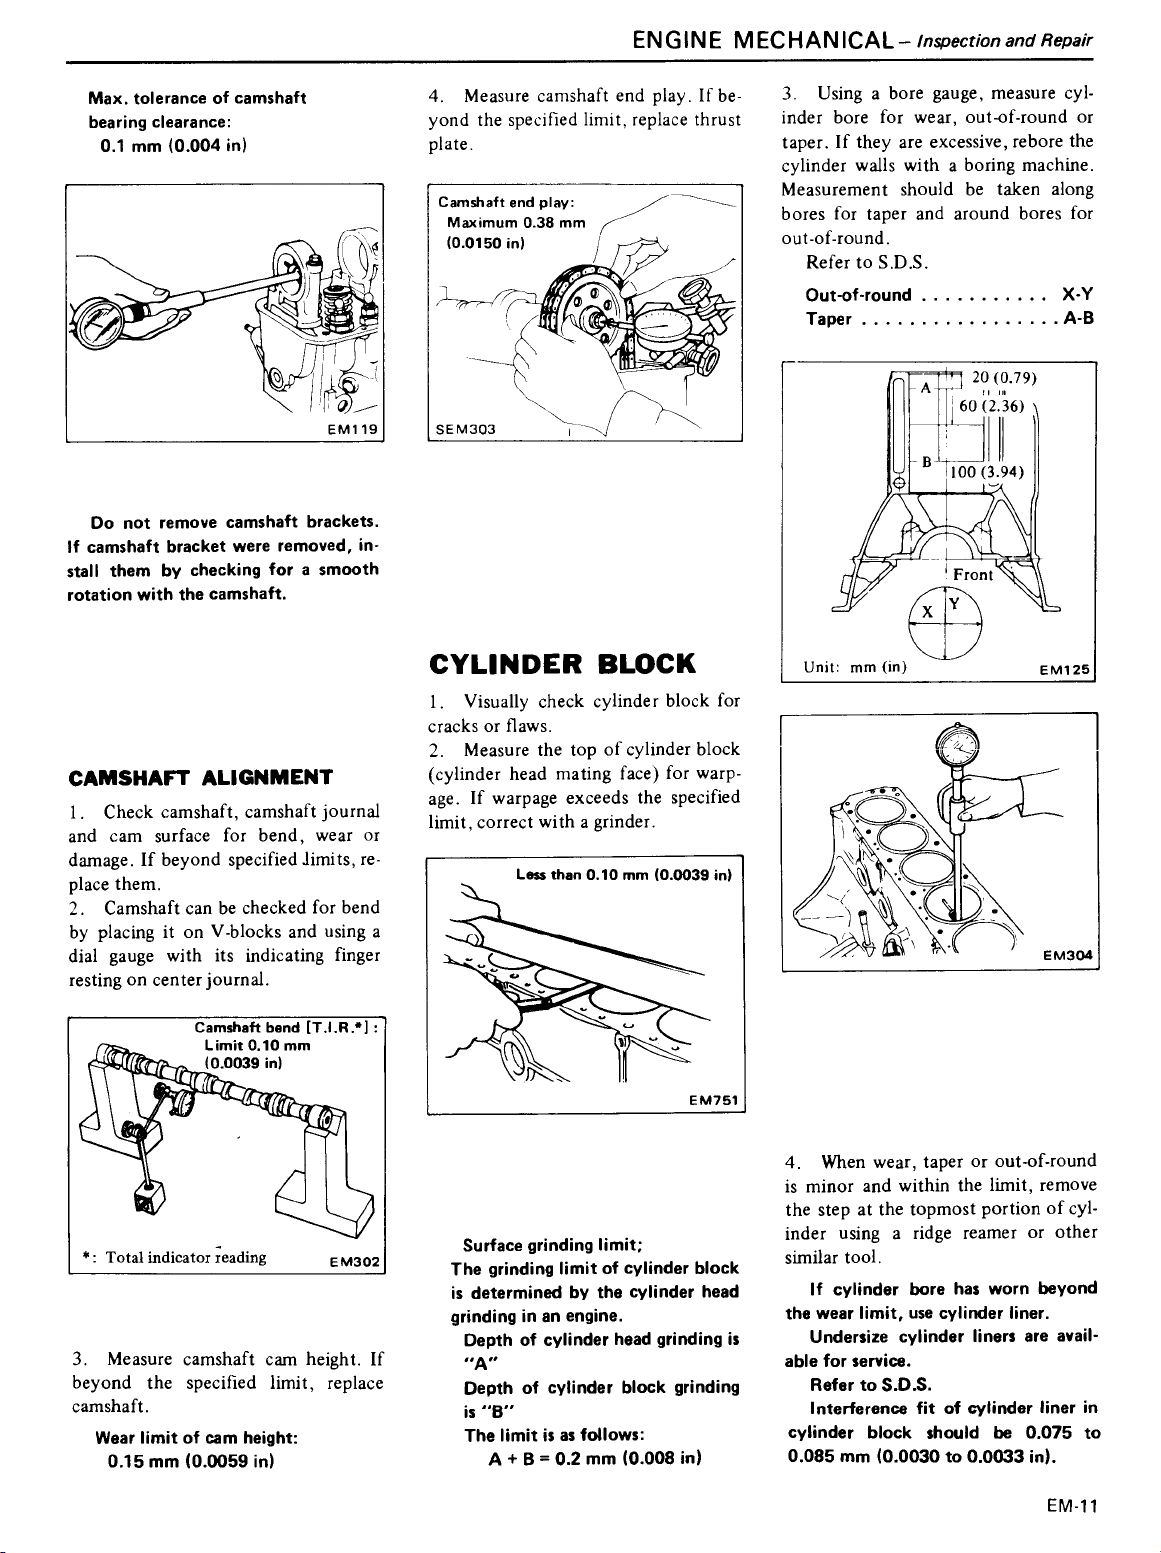 ENGINE MECHANICAL – Inspection and Repair
Max. tolerance of camshaft
bearing clearance:
0.1 mm (0.004 in)
EM119
Do not remove camshaft brackets.
If camshaft bracket were removed, in-
stall them by checking for a smooth
rotation with the camshaft.
CAMSHAFT ALIGNMENT
1. Check camshaft, camshaft journal
and cam surface for bend, wear or
damage. If beyond specified limits, re-
place them.
2. Camshaft can be checked for bend
by placing it on V-blocks and using a
dial gauge with its indicating finger
resting on center journal.
Camshaft bend [T.I.R.*] :
Limit 0.10 mm
(0.0039 in)
*: Total indicator reading
EM302
3. Measure camshaft cam height. If
beyond the specified limit, replace
camshaft.
Wear limit of cam height:
0.15 mm (0.0059 in)
4. Measure camshaft end play. If be-
yond the specified limit, replace thrust
plate.
Camshaft end play:
Maximum 0.38 mm
(0.0150 in)
SEM303
CYLINDER BLOCK
1. Visually check cylinder block for
cracks or flaws.
2. Measure the top of cylinder block
(cylinder head mating face) for warp-
age. If warpage exceeds the specified
limit, correct with a grinder.
Less than 0.10 mm (0.0039 in)
EM751
Surface grinding limit;
The grinding limit of cylinder block
is determined by the cylinder head
grinding in an engine.
Depth of cylinder head grinding is
"A"
Depth of cylinder block grinding
is "B"
The limit is as follows:
A + B = 0.2 mm (0.008 in)
3. Using a bore gauge, measure cyl-
inder bore for wear, out-of-round or
taper. If they are excessive, rebore the
cylinder walls with a boring machine.
Measurement should be taken along
bores for taper and around bores for
out-of-round.
Refer to S.D.S.
Out-of-round . . . . . . . . . . . X-Y
Taper . . . . . . . . . . . . . . . . . A-B
A
20 (0.79)
60 (2.36)
B
100 (3.94)
Front
X
Y
Unit: mm (in)
EM125
EM304
4. When wear, taper or out-of-round
is minor and within the limit, remove
the step at the topmost portion of cyl-
inder using a ridge reamer or other
similar tool.
If cylinder bore has worn beyond
the wear limit, use cylinder liner.
Undersize cylinder liners are avail-
able for service.
Refer to S.D.S.
Interference fit of cylinder liner in
cylinder block should be 0.075 to
0.085 mm (0.0030 to 0.0033 in).
EM-11